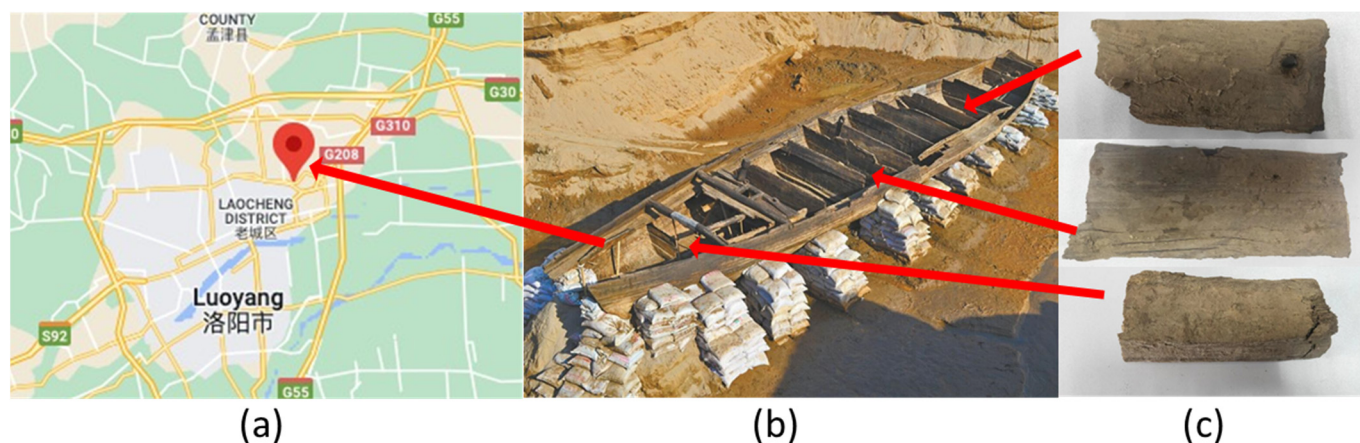 COUNTY
孟津县
G55
G30
0
G310
G208
LAOCHENG
DISTRICT
老城区
Luoyang
洛阳市
S92
G55
(a)
(b)
(c)